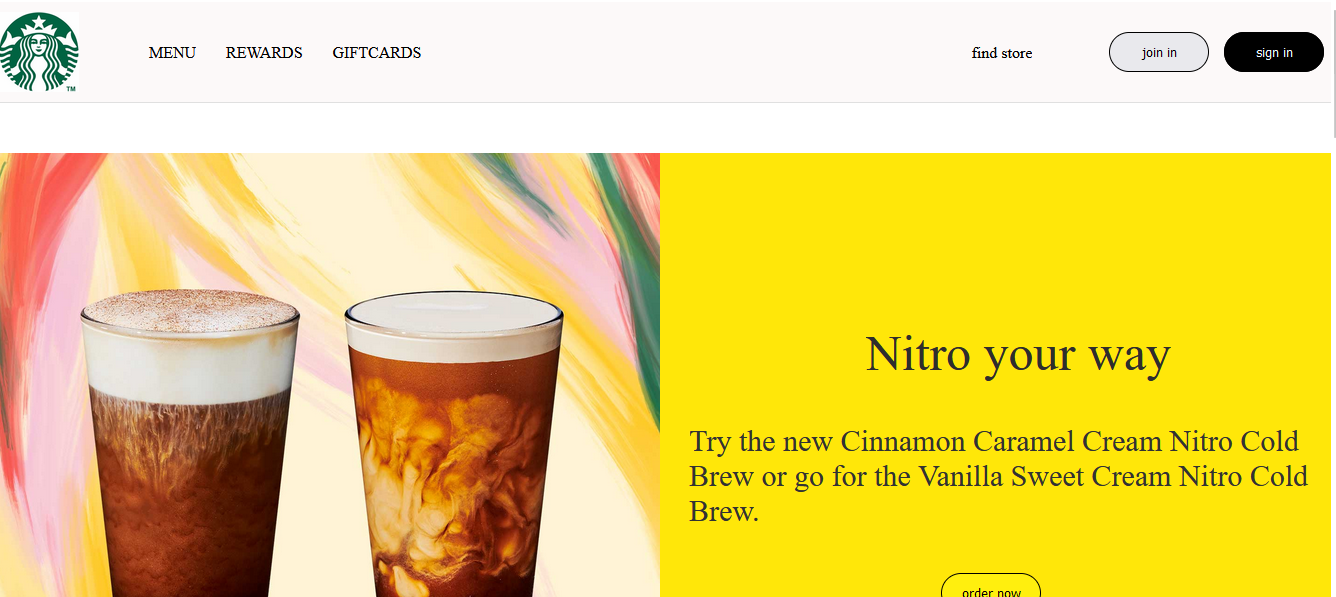 MENU REWARDS GIFTCARDS find store join in sign in
TM
Nitro your way
Try the new Cinnamon Caramel Cream Nitro Cold
Brew or go for the Vanilla Sweet Cream Nitro Cold
Brew.
order now